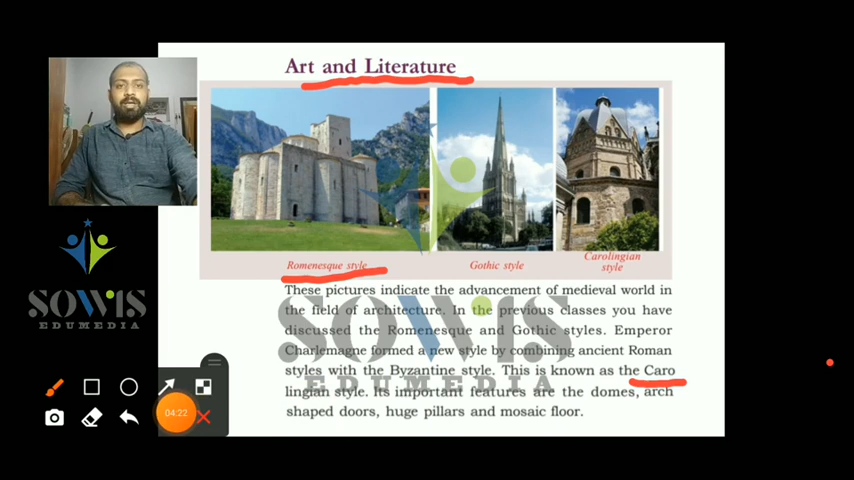 Art and Literature
Romenesque style
Gothic style
Carolingian
style
These pictures indicate the advancement of medieval world in
the field of architecture. In the previous classes you have
discussed the Romenesque and Gothic styles. Emperor
Charlemagne formed a new style by combining ancient Roman
styles with the Byzantine style. This is known as the Caro
lingian style. Its important features are the domes, arch
shaped doors, huge pillars and mosaic floor.
SOWIS
EDUMEDIA
SOWIS
EDUMEDIA
04:22